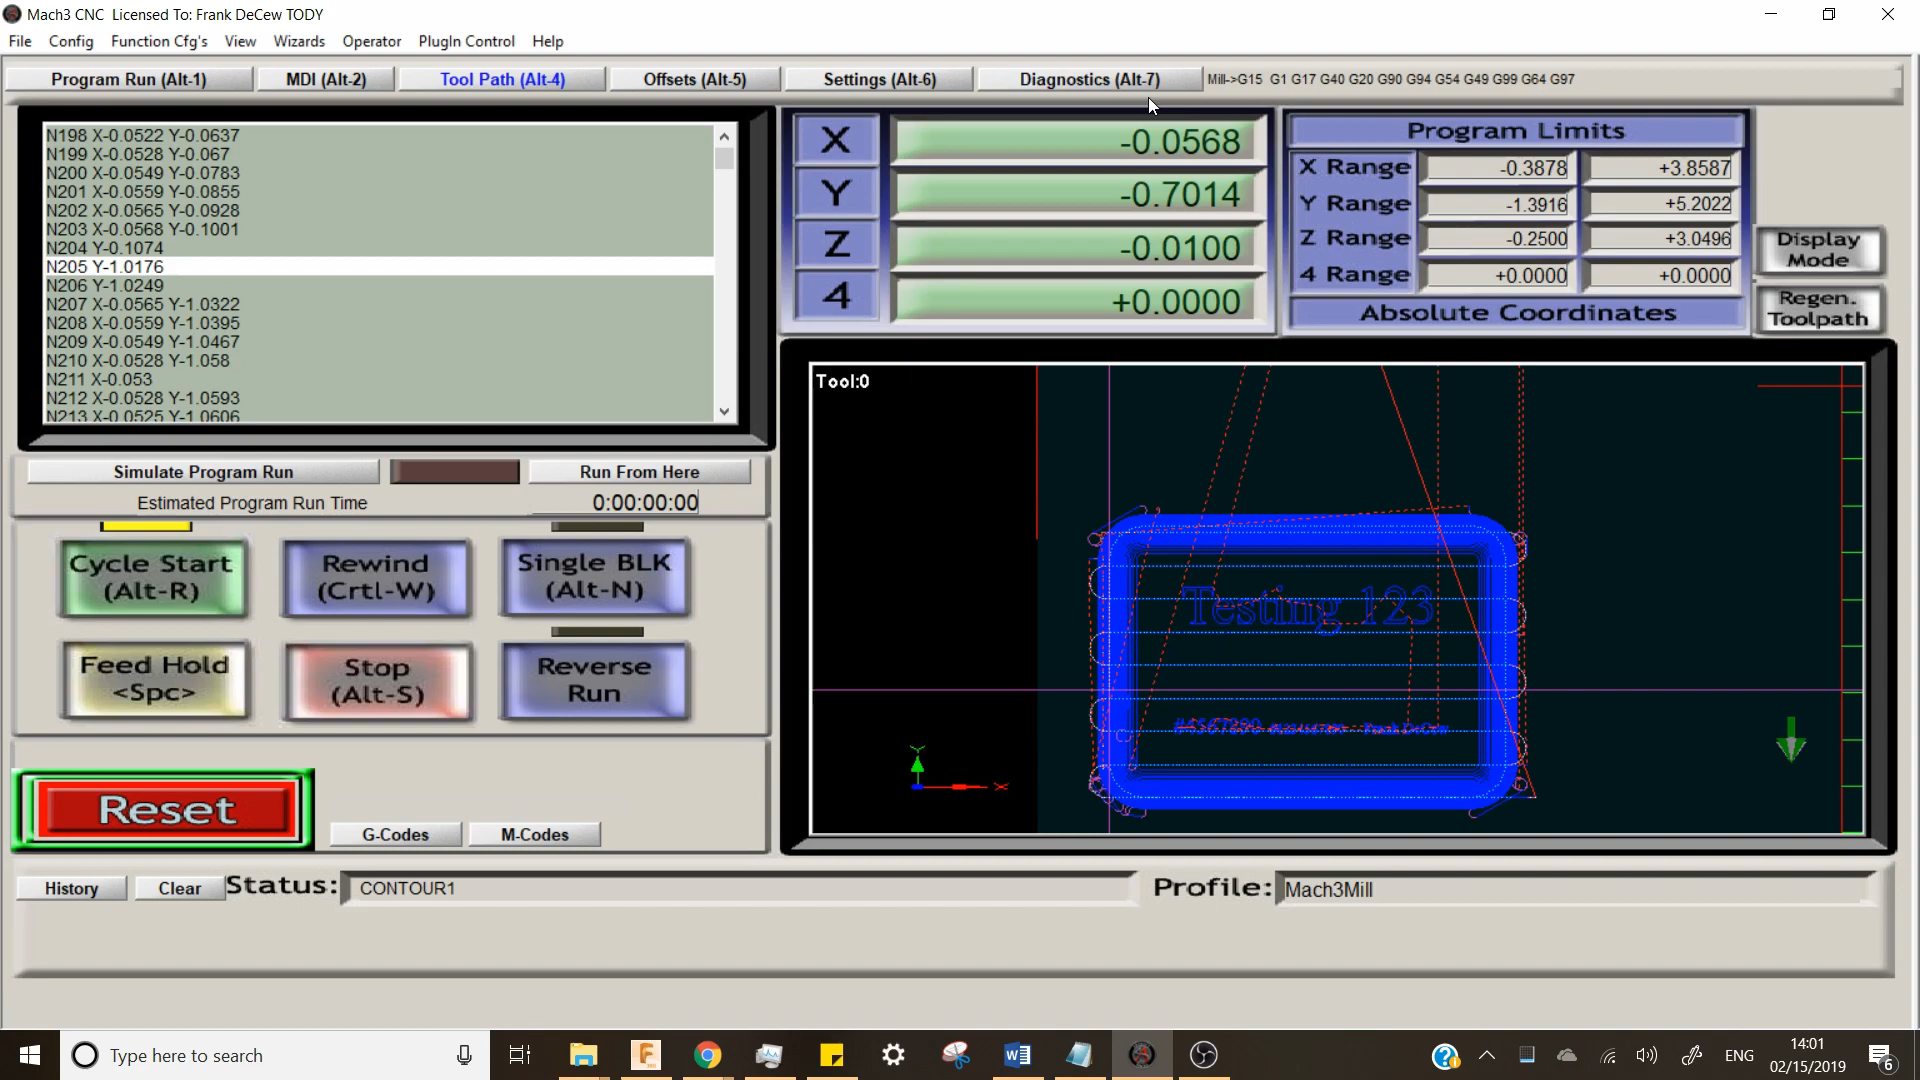 Mach3 CNC Licensed To: Frank DeCew TODY
File Config Function Cfg's View Wizards Operator PlugIn Control Help
Program Run (Alt-1) MDI (Alt-2) Tool Path (Alt-4) Offsets (Alt-5) Settings (Alt-6) Diagnostics (Alt-7) Mill->G15 G1 G17 G40 G20 G90 G94 G54 G49 G99 G64 G97
N198 X-0.0522 Y-0.0637
N199 X-0.0528 Y-0.067
N200 X-0.0549 Y-0.0783
N201 X-0.0559 Y-0.0855
N202 X-0.0565 Y-0.0928
N203 X-0.0568 Y-0.1001
N204 Y-0.1074
N205 Y-1.0176
N206 Y-1.0249
N207 X-0.0565 Y-1.0322
N208 X-0.0559 Y-1.0395
N209 X-0.0549 Y-1.0467
N210 X-0.0528 Y-1.058
N211 X-0.053
N212 X-0.0528 Y-1.0593
N213 X-0.0525 Y-1.0606
X -0.0568
Y -0.7014
Z -0.0100
4 +0.0000
Program Limits
X Range -0.3878 +3.8587
Y Range -1.3916 +5.2022
Z Range -0.2500 +3.0496
4 Range +0.0000 +0.0000
Absolute Coordinates
Display
Mode
Regen.
Toolpath
Simulate Program Run Run From Here
Estimated Program Run Time 0:00:00:00
Cycle Start
(Alt-R)
Rewind
(Crtl-W)
Single BLK
(Alt-N)
Feed Hold
<Spc>
Stop
(Alt-S)
Reverse
Run
Reset
G-Codes M-Codes
Tool:0
Testing 123
Y
X
History Clear Status: CONTOUR1 Profile: Mach3Mill
Type here to search
ENG
14:01
02/15/2019
6